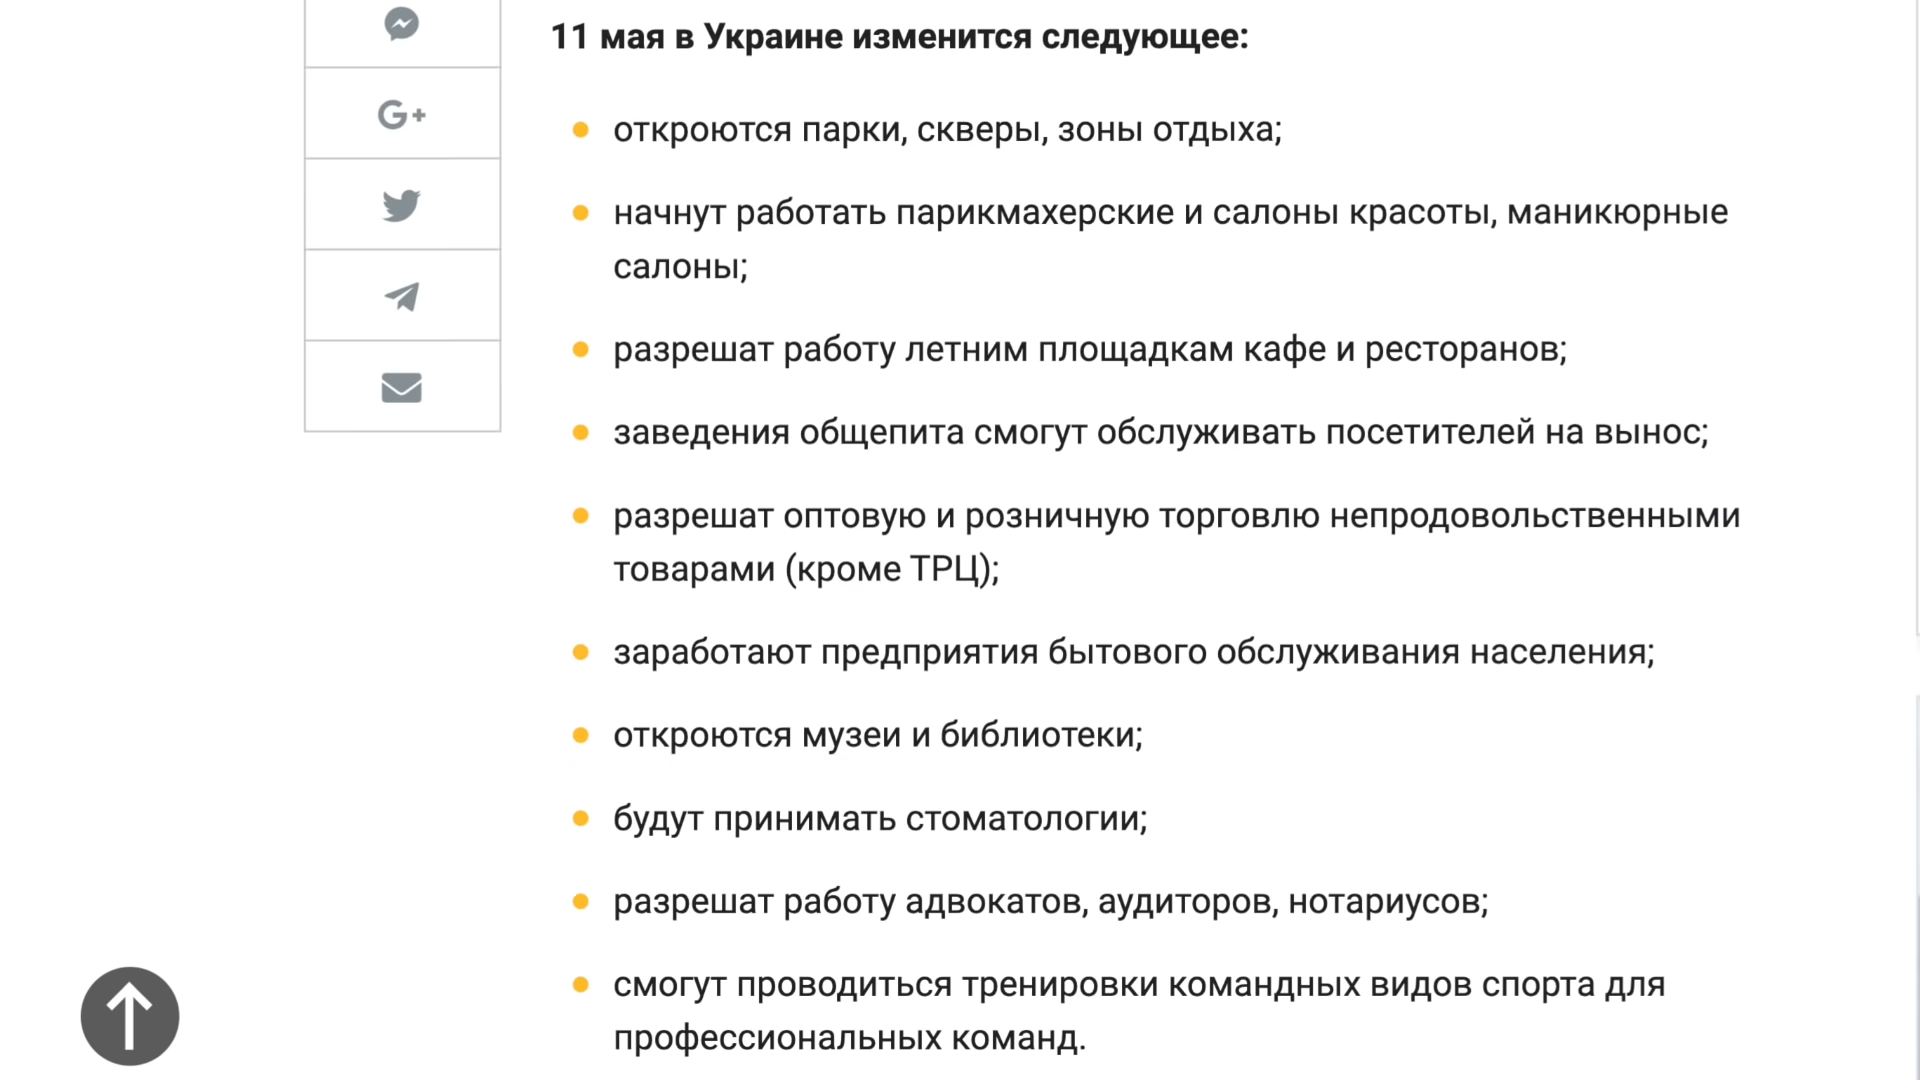 11 мая в Украине изменится следующее:
G+
откроются парки, скверы, зоны отдыха;
начнут работать парикмахерские и салоны красоты, маникюрные
салоны;
разрешат работу летним площадкам кафе и ресторанов;
заведения общепита смогут обслуживать посетителей на вынос;
разрешат оптовую и розничную торговлю непродовольственными
товарами (кроме ТРЦ);
заработают предприятия бытового обслуживания населения;
откроются музеи и библиотеки;
будут принимать стоматологии;
разрешат работу адвокатов, аудиторов, нотариусов;
смогут проводиться тренировки командных видов спорта для
профессиональных команд.